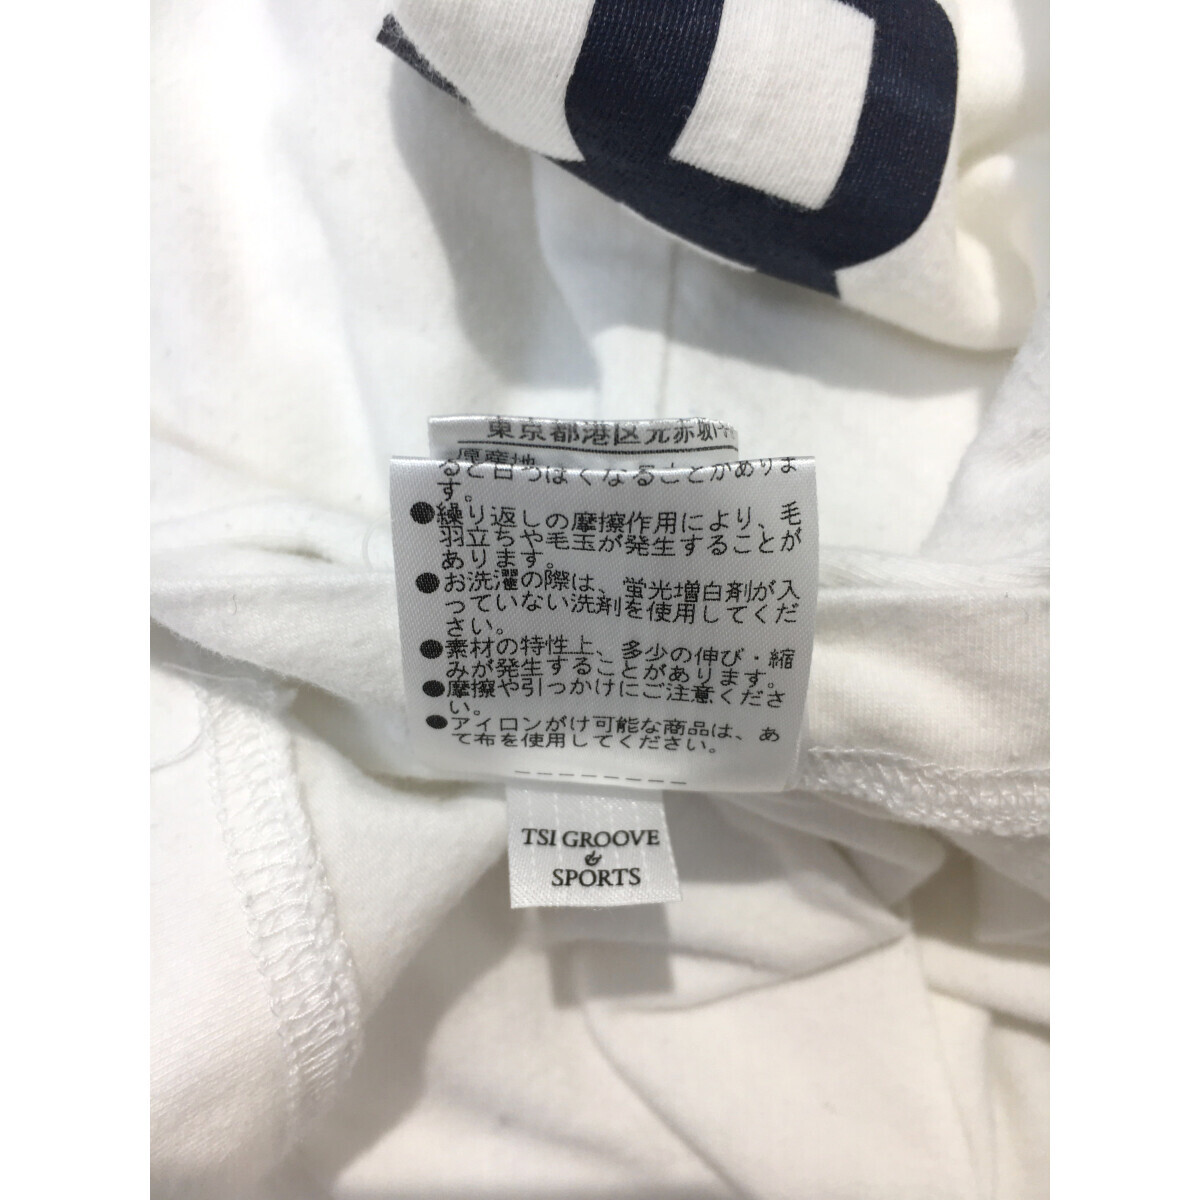 東京都港区元赤坂1-
原産地
ると白っぽくなることがありま
す。
●繰り返しの摩擦作用により、毛
羽立ちや毛玉が発生することが
あります。
●お洗濯の際は、蛍光増白剤が入
っていない洗剤を使用してくだ
さい。
●素材の特性上、多少の伸び・縮
みが発生することがあります。
●摩擦や引っかけにご注意くださ
い。
●アイロンがけ可能な商品は、あ
て布を使用してください。
TSI GROOVE
&
SPORTS